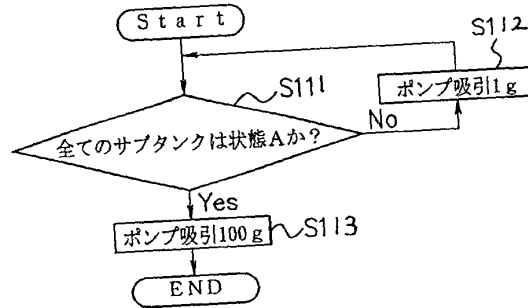 Start
S112
ポンプ吸引1g
S111
全てのサブタンクは状態Aか?
No
Yes
ポンプ吸引100g
S113
END